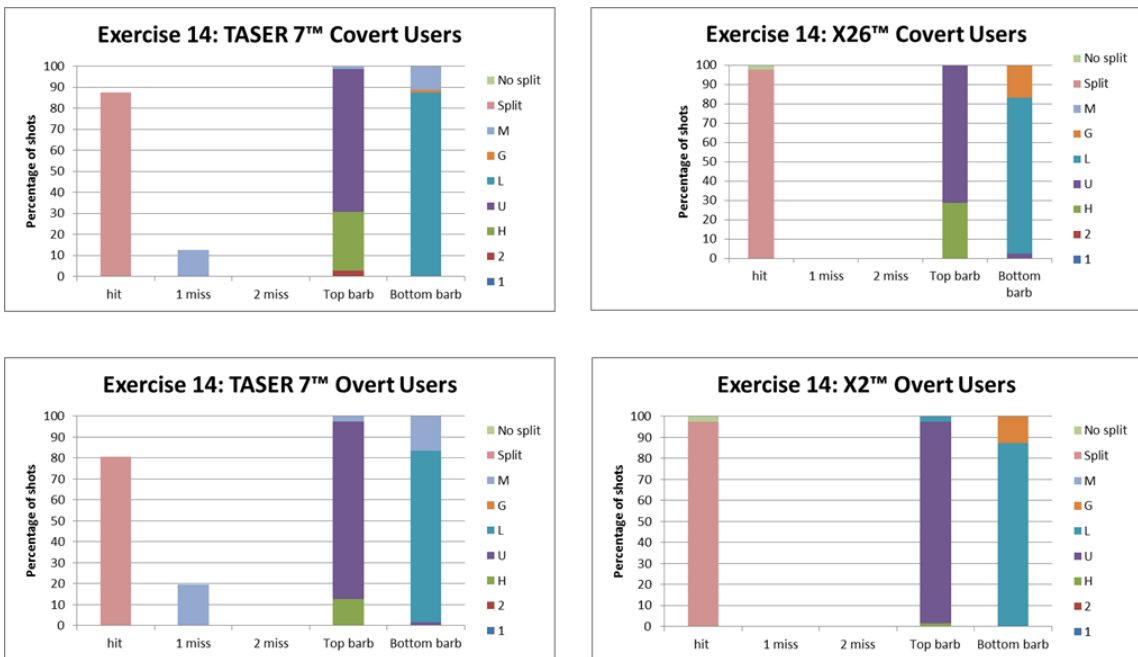 Exercise 14: TASER 7™ Covert Users
Percentage of shots
100
90
80
70
60
50
40
30
20
10
0
hit
1 miss
2 miss
Top barb
Bottom barb
No split
Split
M
G
L
U
H
2
1
Exercise 14: X26™ Covert Users
Percentage of shots
100
90
80
70
60
50
40
30
20
10
0
hit
1 miss
2 miss
Top barb
Bottom
barb
No split
Split
M
G
L
U
H
2
1
Exercise 14: TASER 7™ Overt Users
Percentage of shots
100
90
80
70
60
50
40
30
20
10
0
hit
1 miss
2 miss
Top barb
Bottom barb
No split
Split
M
G
L
U
H
2
1
Exercise 14: X2™ Overt Users
Percentage of shots
100
90
80
70
60
50
40
30
20
10
0
hit
1 miss
2 miss
Top barb
Bottom barb
No split
Split
M
G
L
U
H
2
1